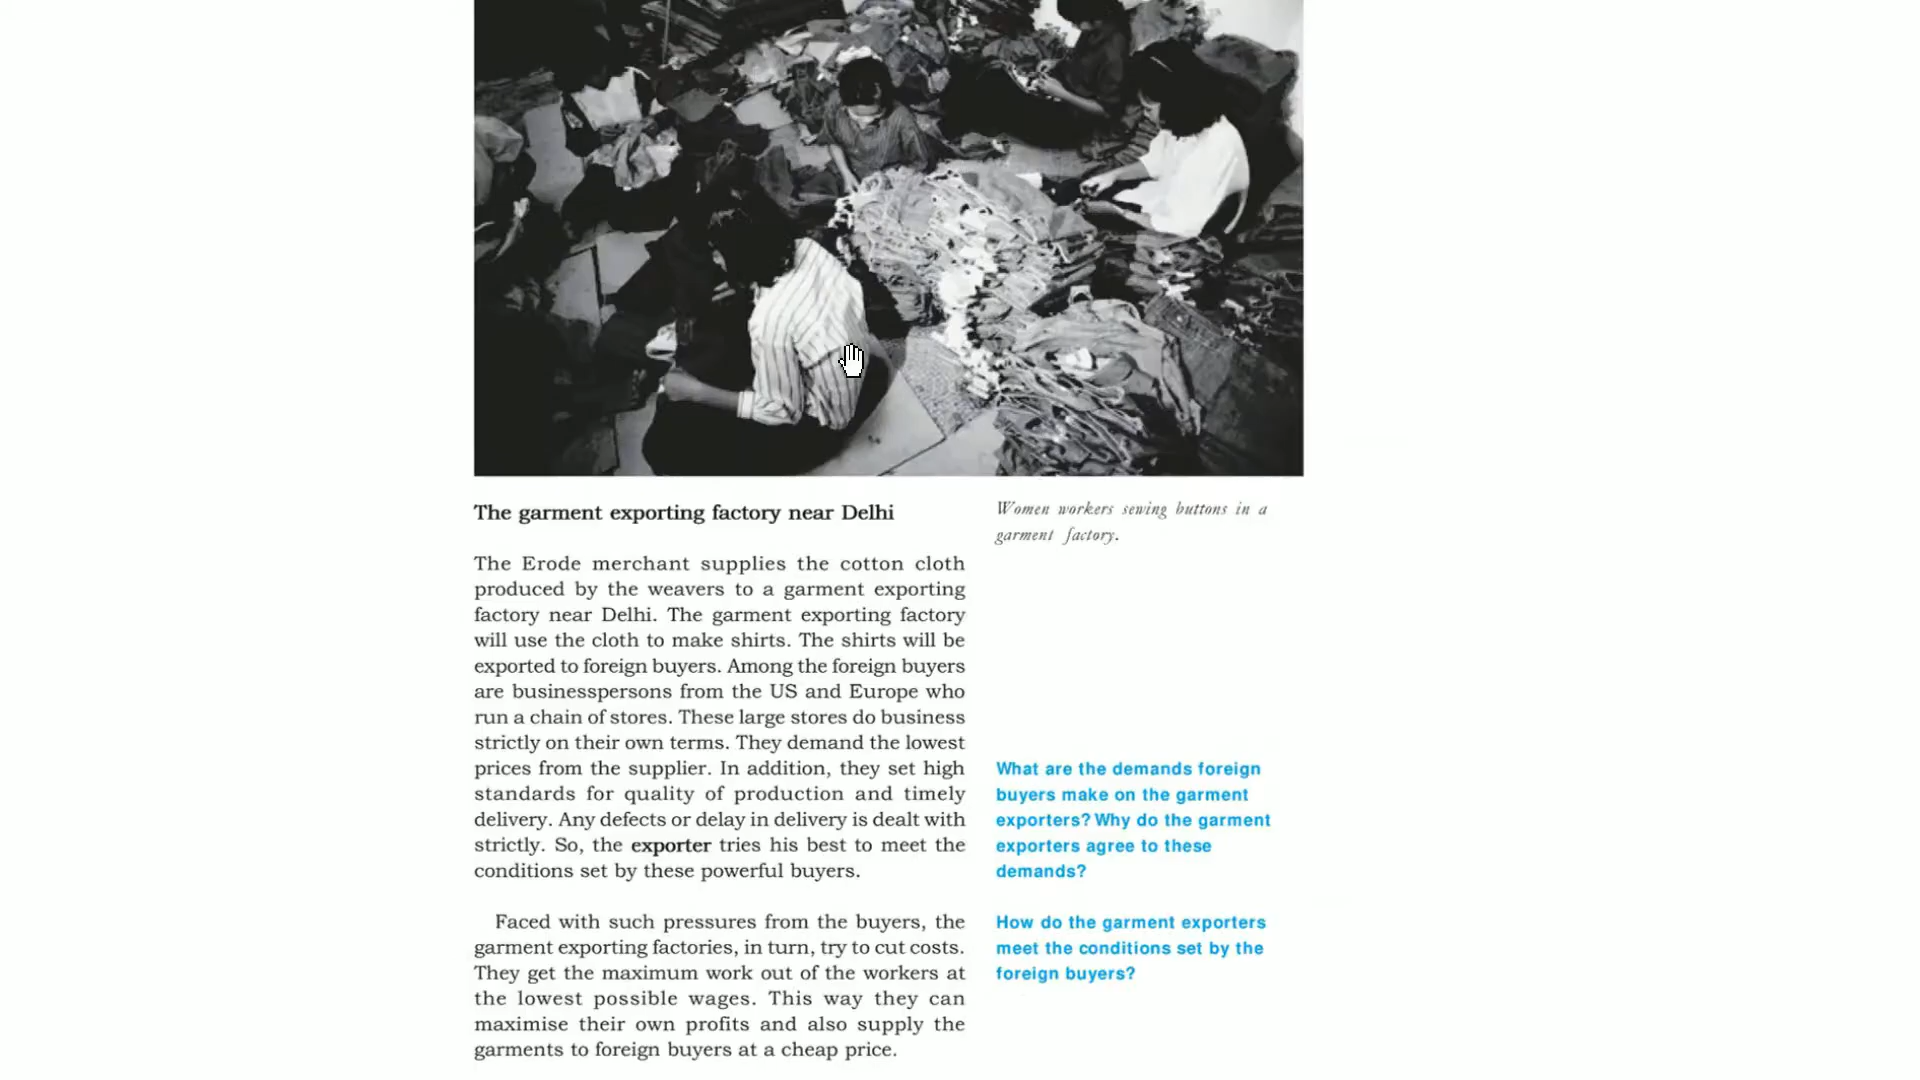 The garment exporting factory near Delhi
The Erode merchant supplies the cotton cloth
produced by the weavers to a garment exporting
factory near Delhi. The garment exporting factory
will use the cloth to make shirts. The shirts will be
exported to foreign buyers. Among the foreign buyers
are businesspersons from the US and Europe who
run a chain of stores. These large stores do business
strictly on their own terms. They demand the lowest
prices from the supplier. In addition, they set high
standards for quality of production and timely
delivery. Any defects or delay in delivery is dealt with
strictly. So, the exporter tries his best to meet the
conditions set by these powerful buyers.
Faced with such pressures from the buyers, the
garment exporting factories, in turn, try to cut costs.
They get the maximum work out of the workers at
the lowest possible wages. This way they can
maximise their own profits and also supply the
garments to foreign buyers at a cheap price.
Women workers sewing buttons in a
garment factory.
What are the demands foreign
buyers make on the garment
exporters? Why do the garment
exporters agree to these
demands?
How do the garment exporters
meet the conditions set by the
foreign buyers?